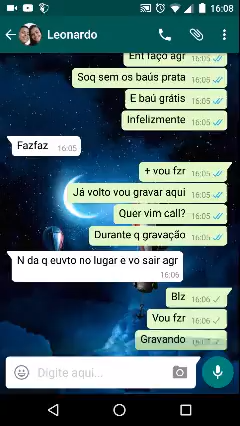 16:08
Leonardo
Ent faço agr 16:05
Soq sem os baús prata 16:05
E baú grátis 16:05
Infelizmente 16:05
Fazfaz 16:05
+ vou fzr 16:05
Já volto vou gravar aqui 16:05
Quer vim call? 16:05
Durante q gravação 16:05
N da q euvto no lugar e vo sair agr
16:06
Blz 16:06
Vou fzr 16:06
Gravando 16:06
Digite aqui...